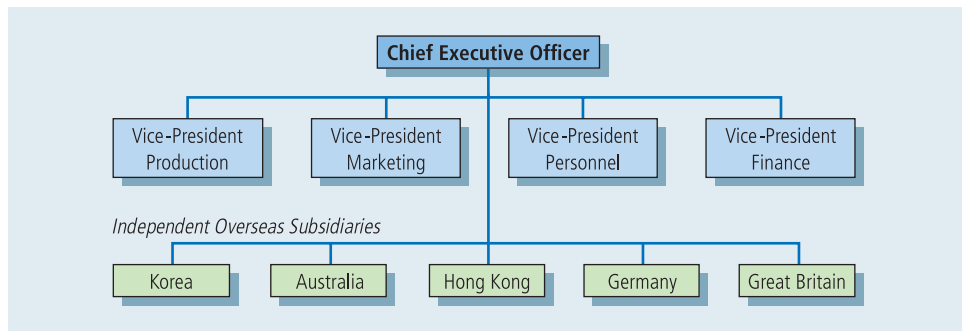 Chief Executive Officer
Vice-President
Production
Vice-President
Marketing
Vice-President
Personnel
Vice-President
Finance
Independent Overseas Subsidiaries
Korea
Australia
Hong Kong
Germany
Great Britain